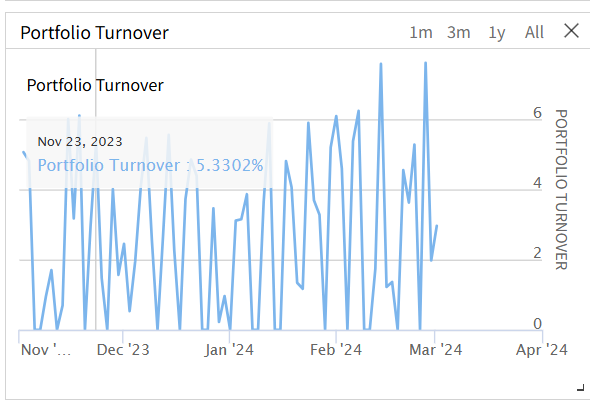 Portfolio Turnover
1m 3m 1y All
Portfolio Turnover
Nov 23, 2023
Portfolio Turnover : 5.3302%
6
4
2
0
PORTFOLIO TURNOVER
Nov '... Dec '23 Jan '24 Feb '24 Mar '24 Apr '24